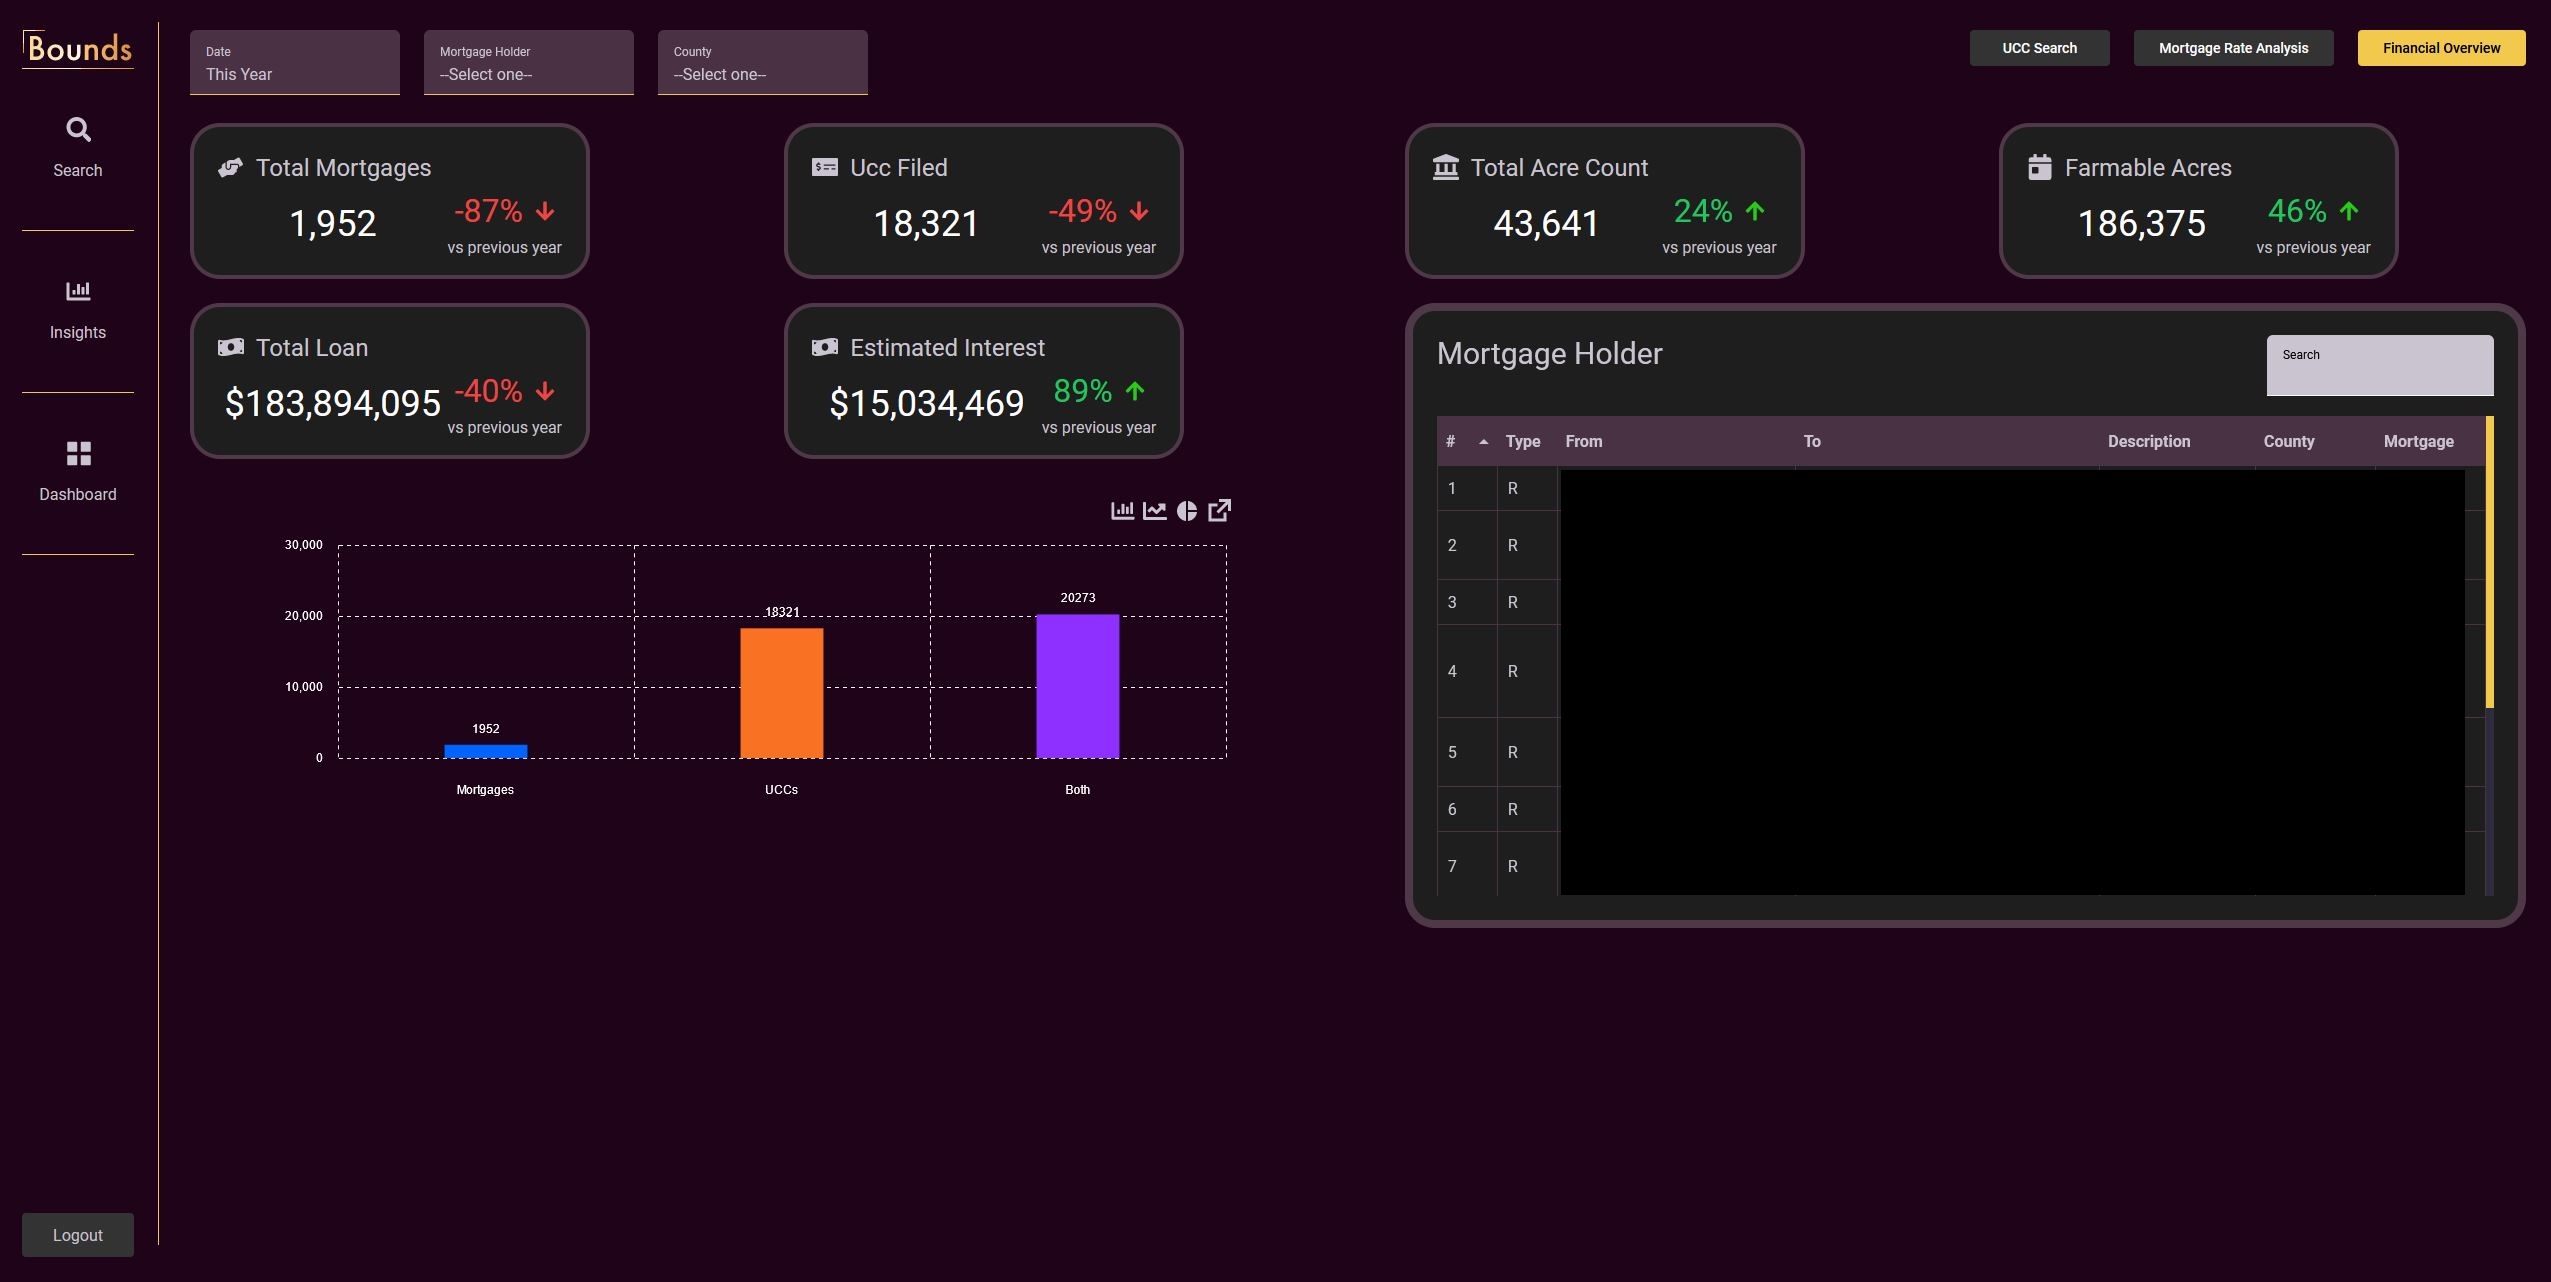 Bounds
Search
Insights
Dashboard
Logout
Date
This Year
Mortgage Holder
--Select one--
County
--Select one--
UCC Search
Mortgage Rate Analysis
Financial Overview
Total Mortgages
1,952
-87%
vs previous year
Ucc Filed
18,321
-49%
vs previous year
Total Acre Count
43,641
24%
vs previous year
Farmable Acres
186,375
46%
vs previous year
Total Loan
$183,894,095
-40%
vs previous year
Estimated Interest
$15,034,469
89%
vs previous year
30,000
20,000
10,000
0
1952
18321
20273
Mortgages
UCCs
Both
Mortgage Holder
Search
# Type From To Description County Mortgage
1 R
2 R
3 R
4 R
5 R
6 R
7 R